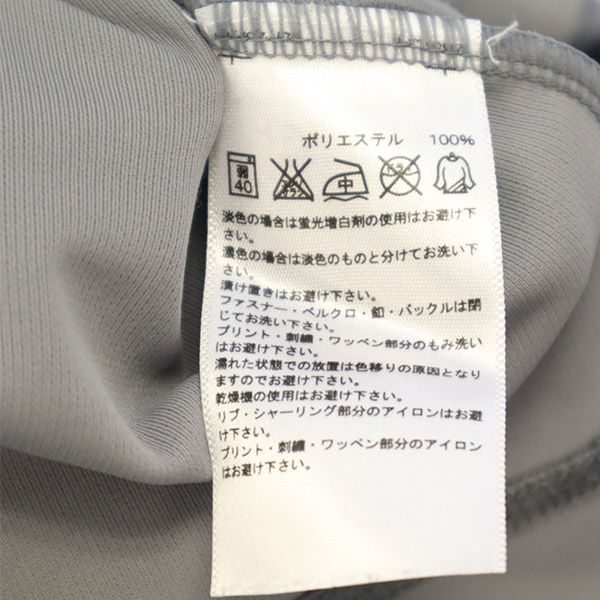 ポリエステル 100%
弱 40 エンソサラシ 中 ドライ
淡色の場合は蛍光増白剤の使用はお避け下
さい。
濃色の場合は淡色のものと分けてお洗い下
さい。
漬け置きはお避け下さい。
ファスナー・ベルクロ・釦・バックルは閉
じてお洗い下さい。
プリント・刺繍・ワッペン部分のもみ洗い
はお避け下さい。
濡れた状態での放置は色移りの原因となり
ますのでお避け下さい。
乾燥機の使用はお避け下さい。
リブ・シャーリング部分のアイロンはお避
け下さい。
プリント・刺繍・ワッペン部分のアイロン
はお避け下さい。